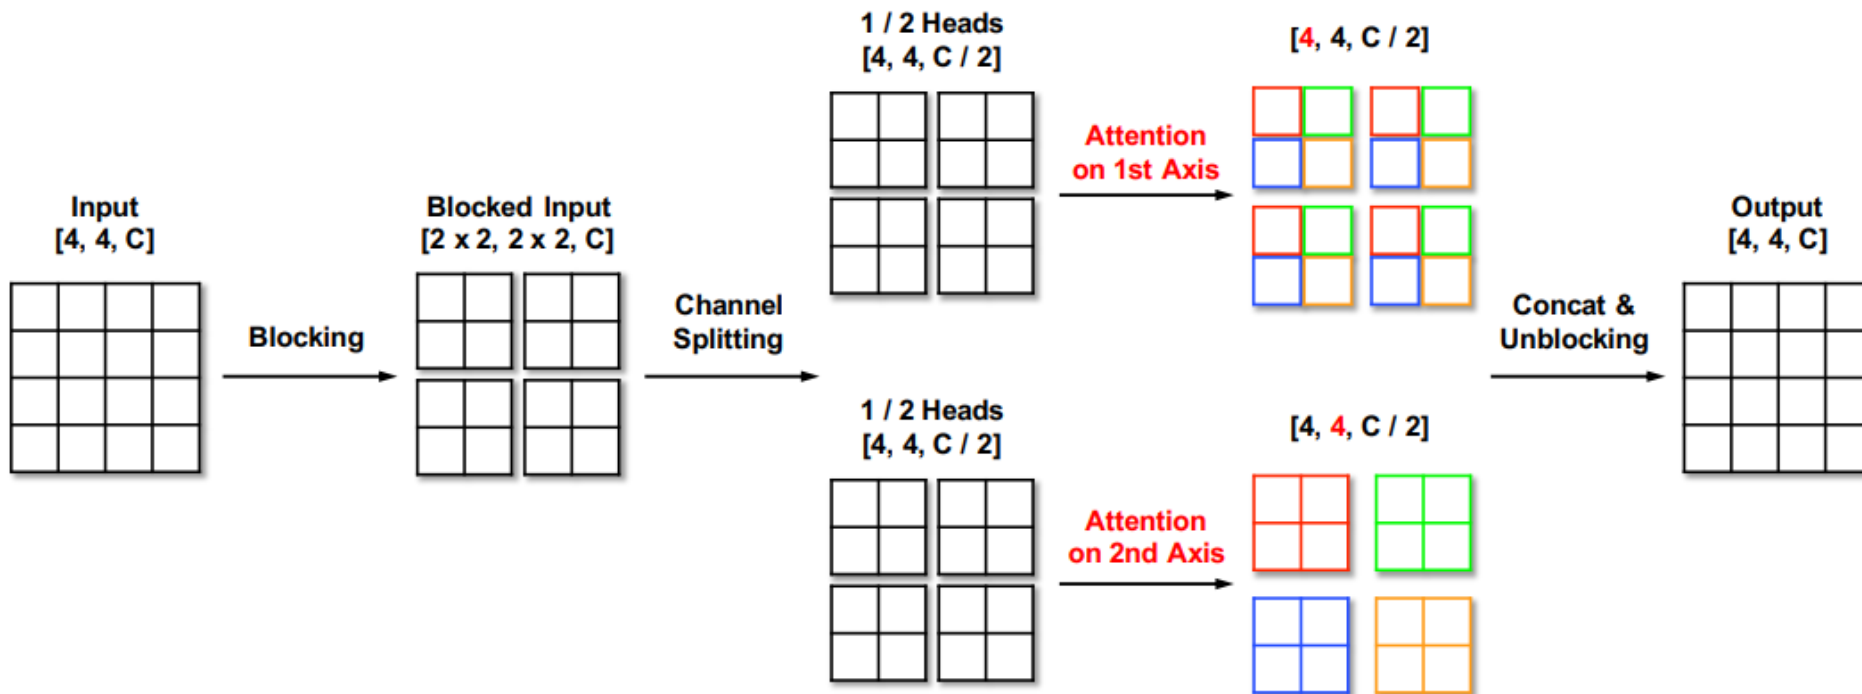 Input
[4, 4, C]
Blocking
Blocked Input
[2 x 2, 2 x 2, C]
Channel
Splitting
1 / 2 Heads
[4, 4, C / 2]
Attention
on 1st Axis
[4, 4, C / 2]
1 / 2 Heads
[4, 4, C / 2]
Attention
on 2nd Axis
[4, 4, C / 2]
Concat &
Unblocking
Output
[4, 4, C]